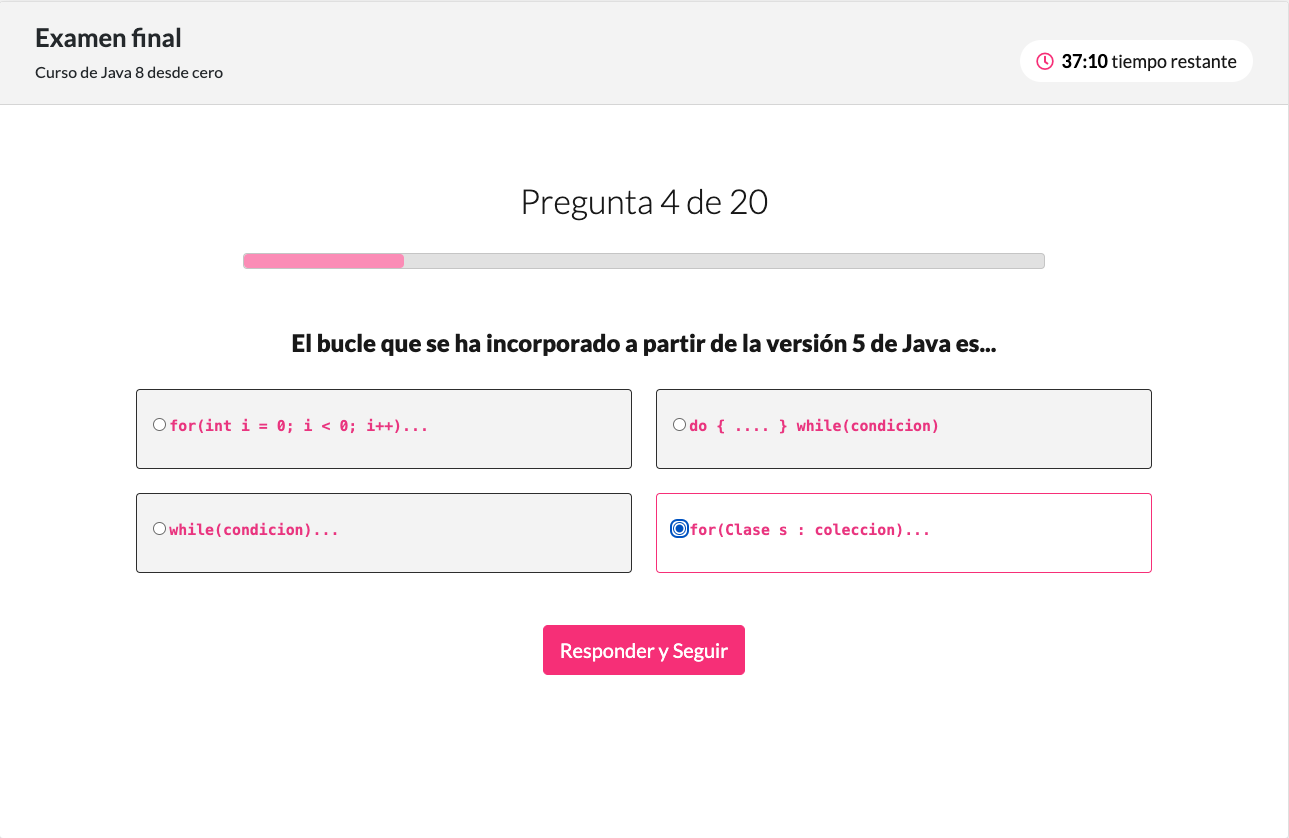 Examen final
Curso de Java 8 desde cero
37:10 tiempo restante
Pregunta 4 de 20
El bucle que se ha incorporado a partir de la versión 5 de Java es...
for(int i = 0; i < 0; i++)...
do { .... } while(condicion)
while(condicion)...
for(Clase s : coleccion)...
Responder y Seguir